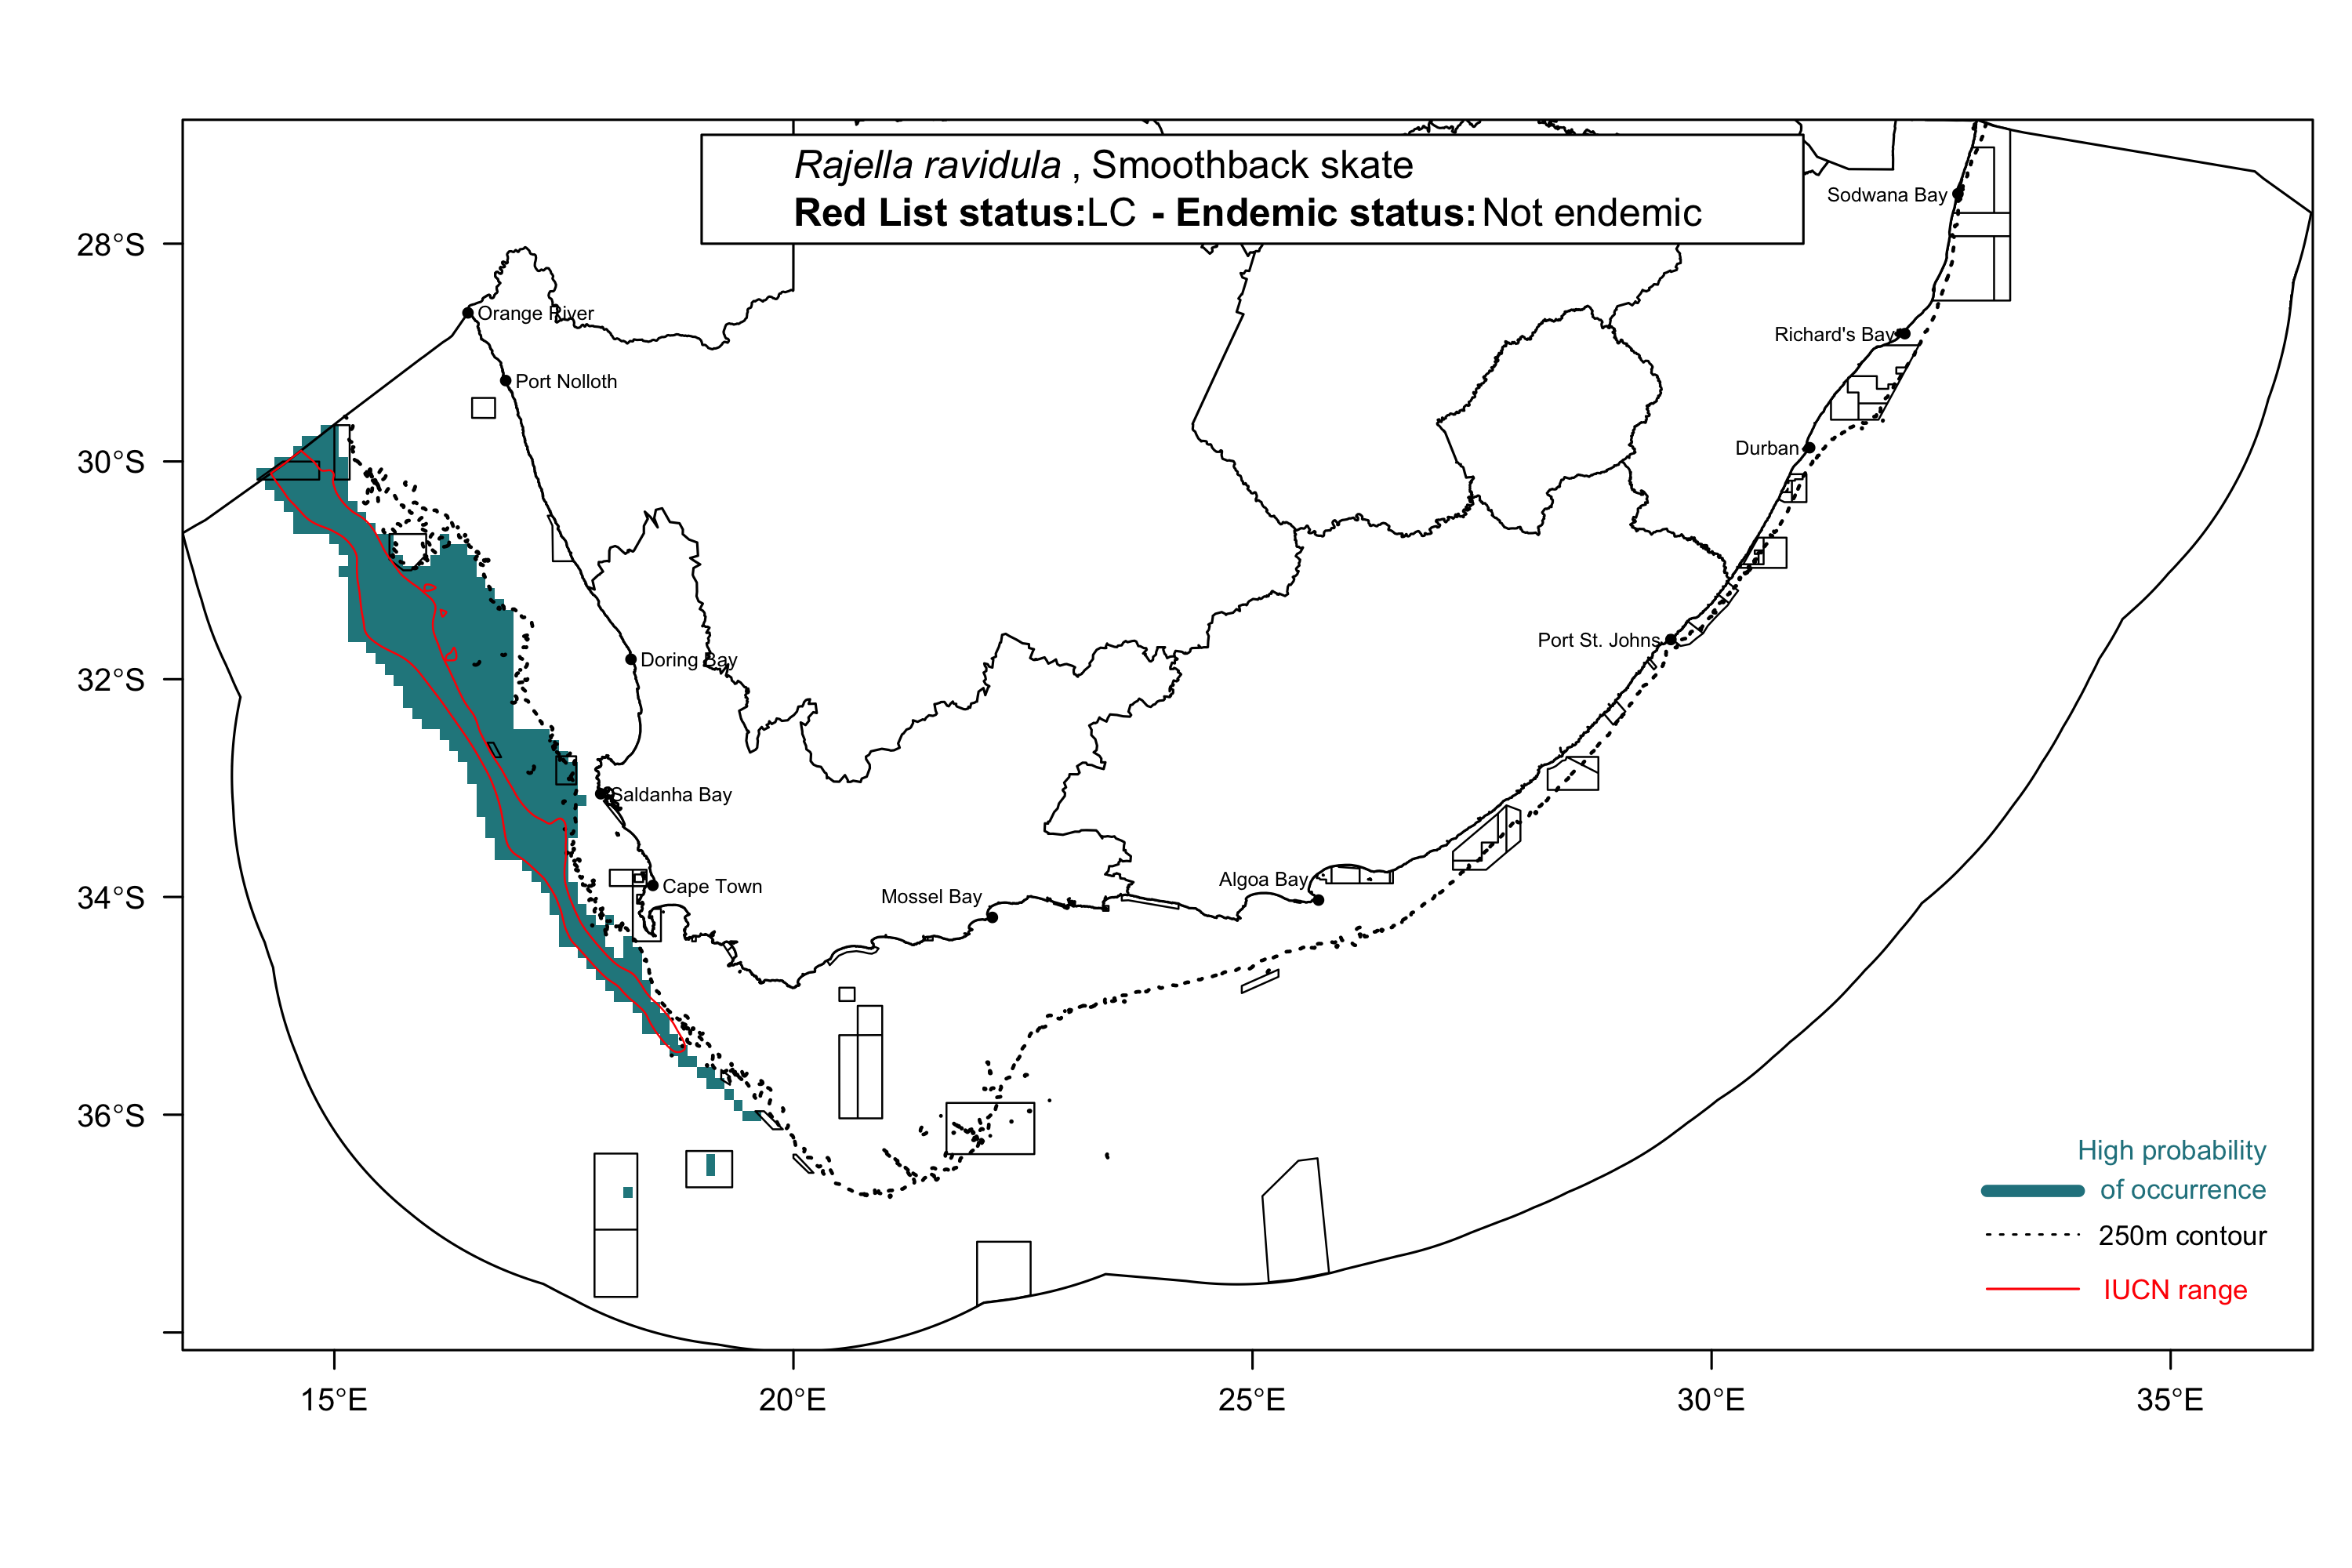 Rajella ravidula , Smoothback skate
Red List status:LC - Endemic status:Not endemic
Sodwana Bay
28°S
Orange River
Richard's Bay
Port Nolloth
Durban
30°S
Port St. Johns
Doring Bay
32°S
Saldanha Bay
Algoa Bay
Cape Town
Mossel Bay
34°S
36°S
High probability
of occurrence
250m contour
IUCN range
15°E
20°E
25°E
30°E
35°E